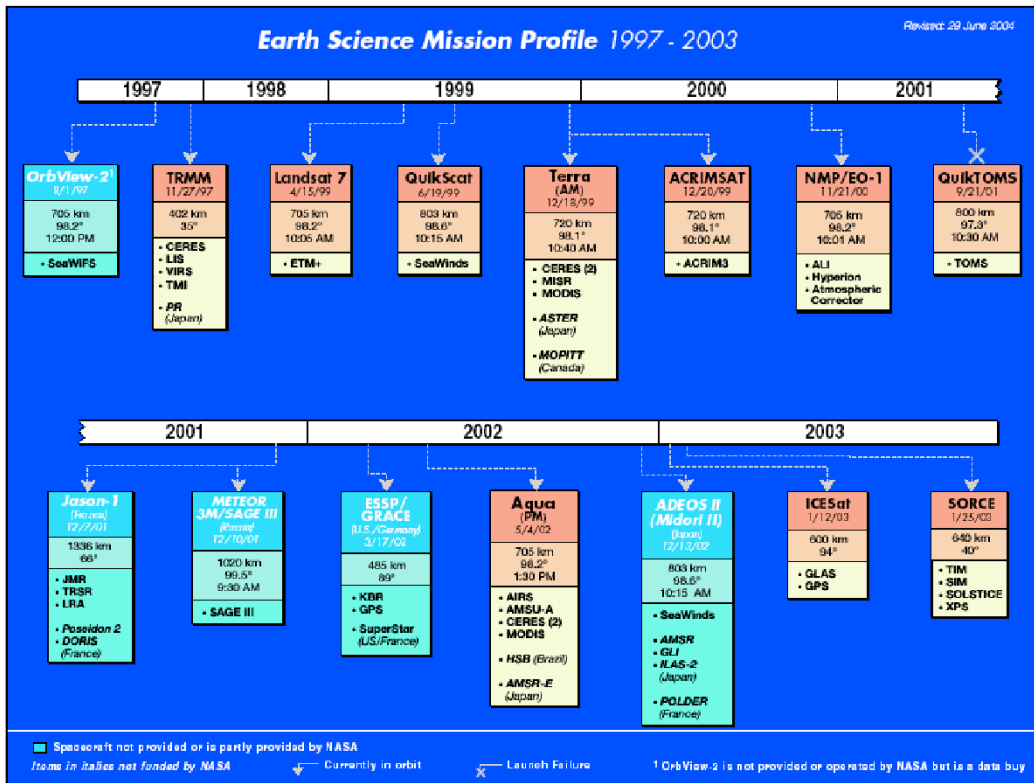 Revised: 29 June 2004
Earth Science Mission Profile 1997 - 2003
1997 1998 1999 2000 2001
OrbView-2¹
8/1/97
705 km
98.2°
12:00 PM
• SeaWiFS
TRMM
11/27/97
402 km
35°
• CERES
• LIS
• VIRS
• TMI
• PR
(Japan)
Landsat 7
4/15/99
705 km
98.2°
10:05 AM
• ETM+
QuikScat
6/19/99
803 km
98.6°
10:15 AM
• SeaWinds
Terra
(AM)
12/18/99
720 km
98.1°
10:40 AM
• CERES (2)
• MISR
• MODIS
• ASTER
(Japan)
• MOPITT
(Canada)
ACRIMSAT
12/20/99
720 km
98.1°
10:00 AM
• ACRIM3
NMP/EO-1
11/21/00
705 km
98.2°
10:01 AM
• ALI
• Hyperion
• Atmospheric
Corrector
QuikTOMS
9/21/01
800 km
97.3°
10:30 AM
• TOMS
2001 2002 2003
Jason-1
(France)
12/7/01
1336 km
66°
• JMR
• TRSR
• LRA
• Poseidon 2
• DORIS
(France)
METEOR
3M/SAGE III
(Russia)
12/10/01
1020 km
99.5°
9:30 AM
• SAGE III
ESSP/
GRACE
(U.S./Germany)
3/17/02
485 km
89°
• KBR
• GPS
• SuperStar
(US/France)
Aqua
(PM)
5/4/02
705 km
98.2°
1:30 PM
• AIRS
• AMSU-A
• CERES (2)
• MODIS
• HSB (Brazil)
• AMSR-E
(Japan)
ADEOS II
(Midori II)
(Japan)
12/13/02
803 km
98.6°
10:15 AM
• SeaWinds
• AMSR
• GLI
• ILAS-2
(Japan)
• POLDER
(France)
ICESat
1/12/03
600 km
94°
• GLAS
• GPS
SORCE
1/25/03
640 km
40°
• TIM
• SIM
• SOLSTICE
• XPS
Spacecraft not provided or is partly provided by NASA
Items in italics not funded by NASA
Currently in orbit
Launch Failure
¹ OrbView-2 is not provided or operated by NASA but is a data buy